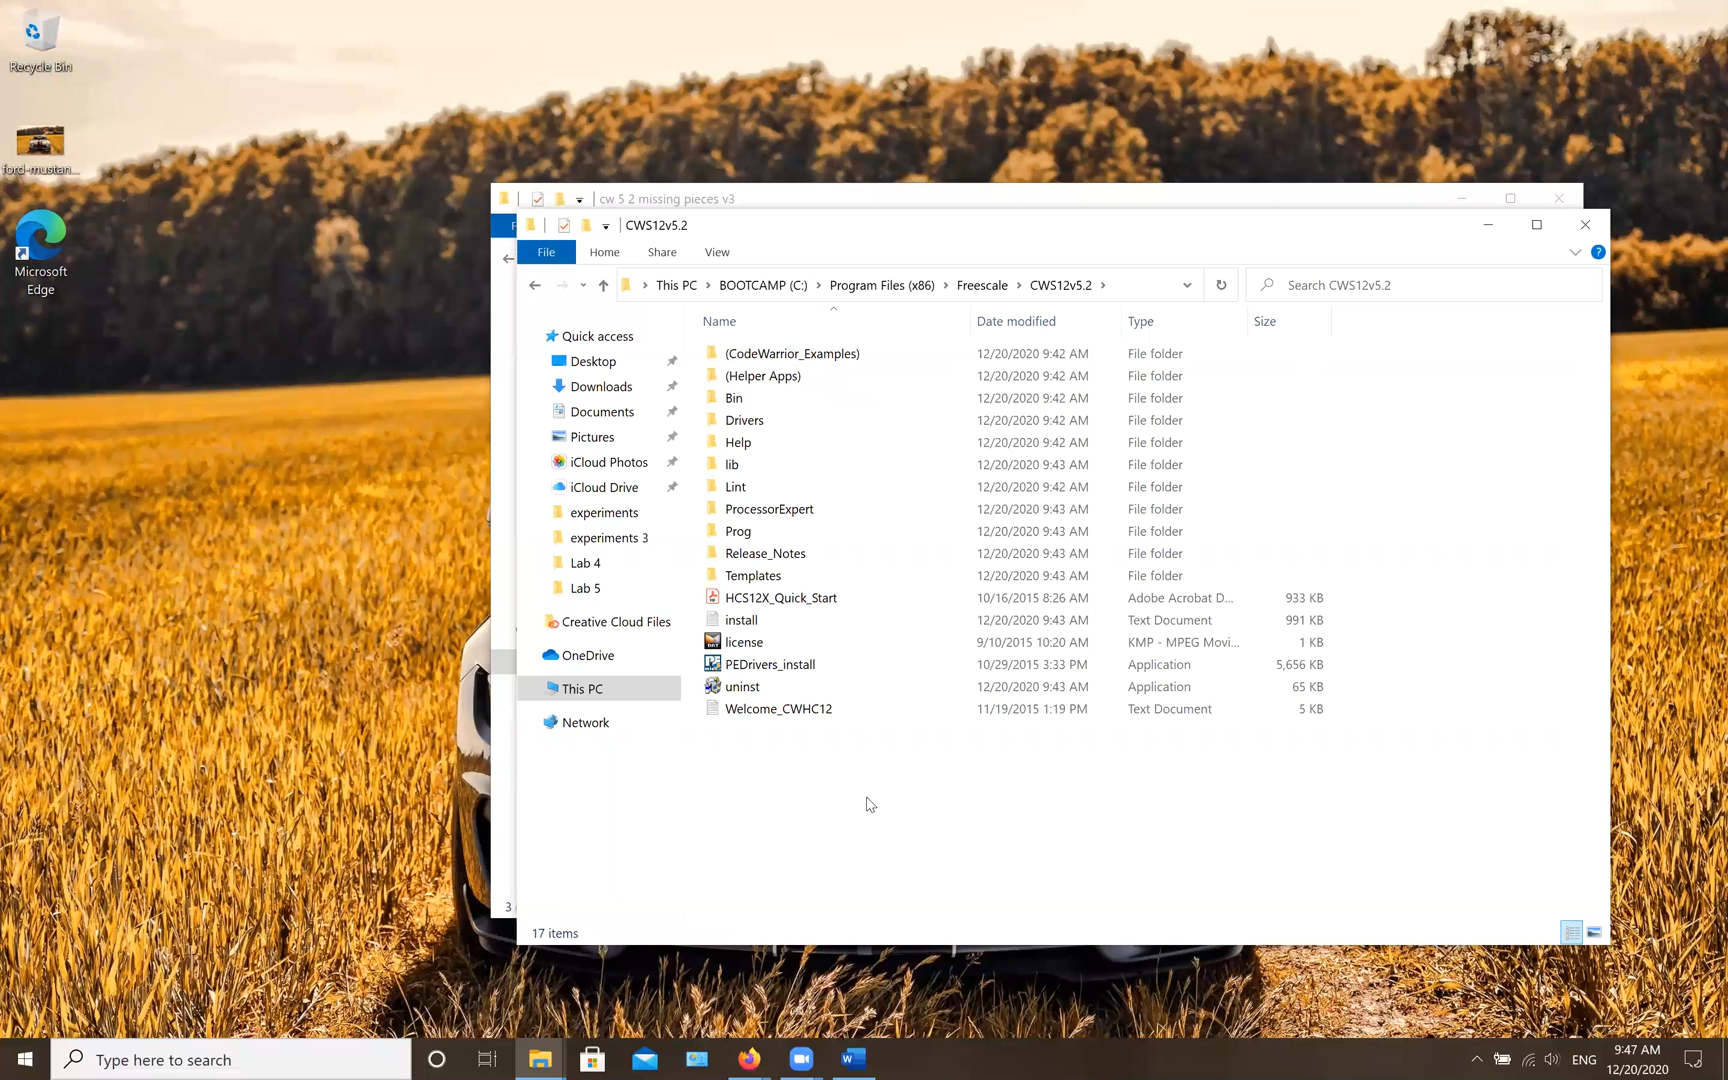 Recycle Bin
ford-mustan...
Microsoft
Edge
cw 5 2 missing pieces v3
CWS12v5.2
File
Home
Share
View
This PC
BOOTCAMP (C:)
Program Files (x86)
Freescale
CWS12v5.2
Search CWS12v5.2
Name
Date modified
Type
Size
Quick access
Desktop
Downloads
Documents
Pictures
iCloud Photos
iCloud Drive
experiments
experiments 3
Lab 4
Lab 5
Creative Cloud Files
OneDrive
This PC
Network
(CodeWarrior_Examples) 12/20/2020 9:42 AM File folder
(Helper Apps) 12/20/2020 9:42 AM File folder
Bin 12/20/2020 9:42 AM File folder
Drivers 12/20/2020 9:42 AM File folder
Help 12/20/2020 9:42 AM File folder
lib 12/20/2020 9:43 AM File folder
Lint 12/20/2020 9:43 AM File folder
ProcessorExpert 12/20/2020 9:43 AM File folder
Prog 12/20/2020 9:43 AM File folder
Release_Notes 12/20/2020 9:43 AM File folder
Templates 12/20/2020 9:43 AM File folder
HCS12X_Quick_Start 10/16/2015 8:26 AM Adobe Acrobat D... 933 KB
install 12/20/2020 9:43 AM Text Document 991 KB
license 9/10/2015 10:20 AM KMP - MPEG Movi... 1 KB
PEDrivers_install 10/29/2015 3:33 PM Application 5,656 KB
uninst 12/20/2020 9:43 AM Application 65 KB
Welcome_CWHC12 11/19/2015 1:19 PM Text Document 5 KB
3
17 items
Type here to search
ENG
9:47 AM
12/20/2020